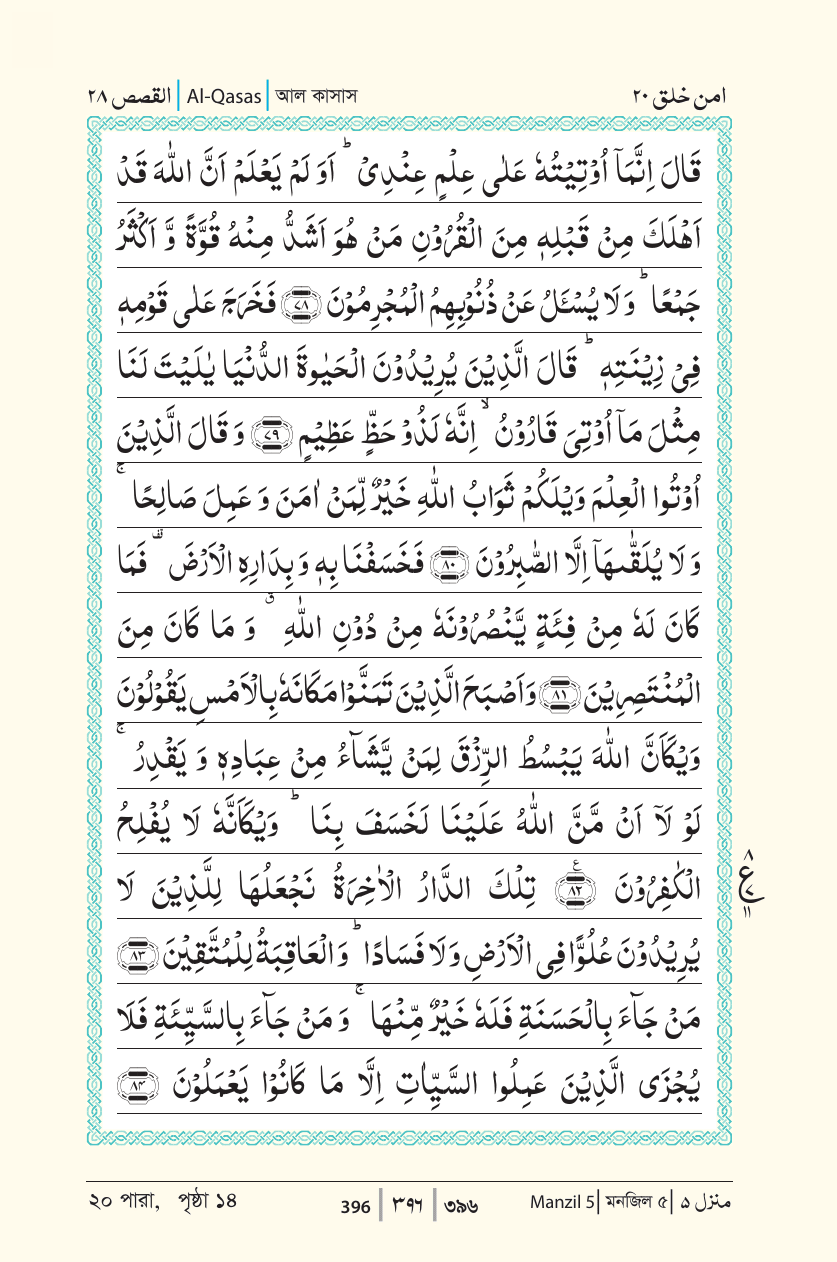 القصص ٢٨ | Al-Qasas | আল কাসাস    امن خلق ٢٠
قَالَ اِنَّمَاۤ اُوْتِیْتُهٗ عَلٰی عِلْمٍ عِنْدِیْ ؕ اَوَ لَمْ یَعْلَمْ اَنَّ اللّٰهَ قَدْ
اَهْلَكَ مِنْ قَبْلِهٖ مِنَ الْقُرُوْنِ مَنْ هُوَ اَشَدُّ مِنْهُ قُوَّةً وَّ اَكْثَرُ
جَمْعًا ؕ وَ لَا یُسْـَٔلُ عَنْ ذُنُوْبِهِمُ الْمُجْرِمُوْنَ ﴿٧٨﴾ فَخَرَجَ عَلٰی قَوْمِهٖ
فِیْ زِیْنَتِهٖ ؕ قَالَ الَّذِیْنَ یُرِیْدُوْنَ الْحَیٰوةَ الدُّنْیَا یٰلَیْتَ لَنَا
مِثْلَ مَاۤ اُوْتِیَ قَارُوْنُ ۙ اِنَّهٗ لَذُوْ حَظٍّ عَظِیْمٍ ﴿٧٩﴾ وَ قَالَ الَّذِیْنَ
اُوْتُوا الْعِلْمَ وَیْلَكُمْ ثَوَابُ اللّٰهِ خَیْرٌ لِّمَنْ اٰمَنَ وَ عَمِلَ صَالِحًا ۚ
وَ لَا یُلَقّٰىهَاۤ اِلَّا الصّٰبِرُوْنَ ﴿٨٠﴾ فَخَسَفْنَا بِهٖ وَ بِدَارِهِ الْاَرْضَ ۫ فَمَا
كَانَ لَهٗ مِنْ فِئَةٍ یَّنْصُرُوْنَهٗ مِنْ دُوْنِ اللّٰهِ ۗ وَ مَا كَانَ مِنَ
الْمُنْتَصِرِیْنَ ﴿٨١﴾ وَ اَصْبَحَ الَّذِیْنَ تَمَنَّوْا مَكَانَهٗ بِالْاَمْسِ یَقُوْلُوْنَ
وَیْكَاَنَّ اللّٰهَ یَبْسُطُ الرِّزْقَ لِمَنْ یَّشَآءُ مِنْ عِبَادِهٖ وَ یَقْدِرُ ۚ
لَوْ لَاۤ اَنْ مَّنَّ اللّٰهُ عَلَیْنَا لَخَسَفَ بِنَا ؕ وَیْكَاَنَّهٗ لَا یُفْلِحُ
الْكٰفِرُوْنَ ﴿٨٢﴾ تِلْكَ الدَّارُ الْاٰخِرَةُ نَجْعَلُهَا لِلَّذِیْنَ لَا
٨ ع ١١
یُرِیْدُوْنَ عُلُوًّا فِی الْاَرْضِ وَ لَا فَسَادًا ؕ وَ الْعَاقِبَةُ لِلْمُتَّقِیْنَ ﴿٨٣﴾
مَنْ جَآءَ بِالْحَسَنَةِ فَلَهٗ خَیْرٌ مِّنْهَا ۚ وَ مَنْ جَآءَ بِالسَّیِّئَةِ فَلَا
یُجْزَی الَّذِیْنَ عَمِلُوا السَّیِّاٰتِ اِلَّا مَا كَانُوْا یَعْمَلُوْنَ ﴿٨٤﴾
২০ পারা, পৃষ্ঠা ১৪    396 | ٣٩٦ | ৩৯৬    Manzil 5 | মনজিল ৫ | منزل ۵